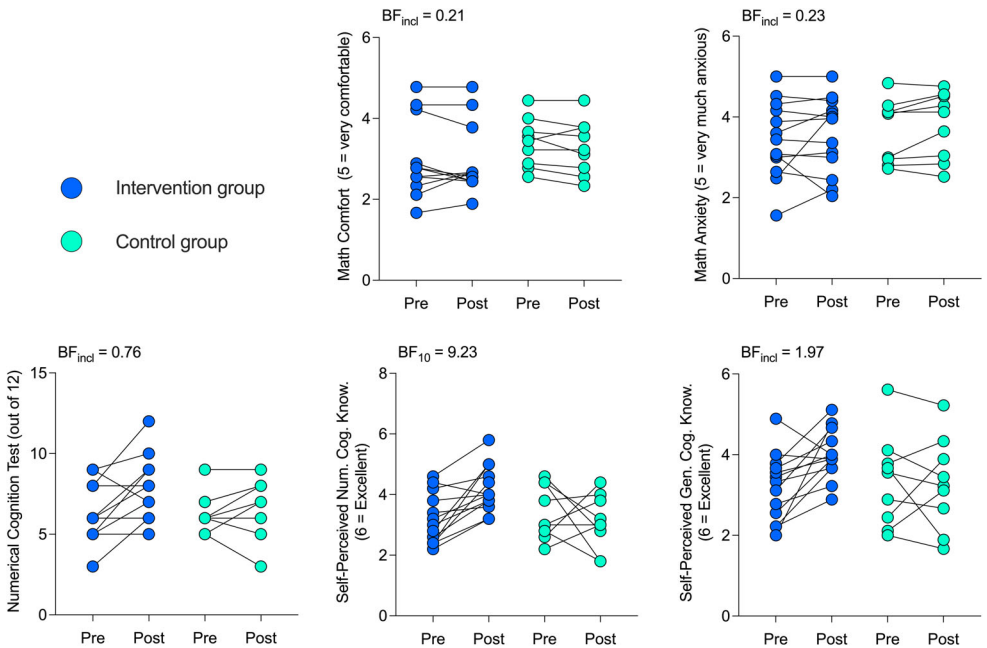 BFincl = 0.21
Math Comfort (5 = very comfortable)
6
4
2
0
Pre
Post
Pre
Post
BFincl = 0.23
Math Anxiety (5 = very much anxious)
6
4
2
0
Pre
Post
Pre
Post
Intervention group
Control group
BFincl = 0.76
Numerical Cognition Test (out of 12)
15
10
5
0
Pre
Post
Pre
Post
BF10 = 9.23
Self-Perceived Num. Cog. Know.
(6 = Excellent)
8
6
4
2
0
Pre
Post
Pre
Post
BFincl = 1.97
Self-Perceived Gen. Cog. Know.
(6 = Excellent)
6
4
2
0
Pre
Post
Pre
Post